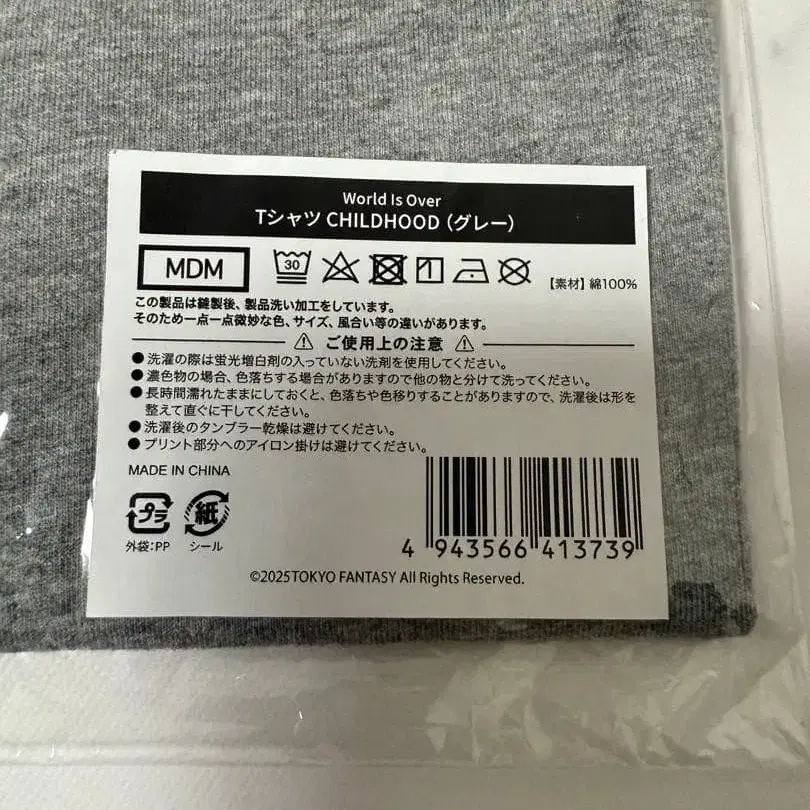 World Is Over
Tシャツ CHILDHOOD（グレー）
MDM
30
【素材】綿100%
この製品は縫製後、製品洗い加工をしています。
そのため一点一点微妙な色、サイズ、風合い等の違いがあります。
ご使用上の注意
●洗濯の際は蛍光増白剤の入っていない洗剤を使用してください。
●濃色物の場合、色落ちする場合がありますので他の物と分けて洗ってください。
●長時間濡れたままにしておくと、色落ちや色移りすることがありますので、洗濯後は形を
整えて直ぐに干してください。
●洗濯後のタンブラー乾燥は避けてください。
●プリント部分へのアイロン掛けは避けてください。
MADE IN CHINA
プラ
紙
外袋:PP
シール
4 943566 413739
©2025TOKYO FANTASY All Rights Reserved.